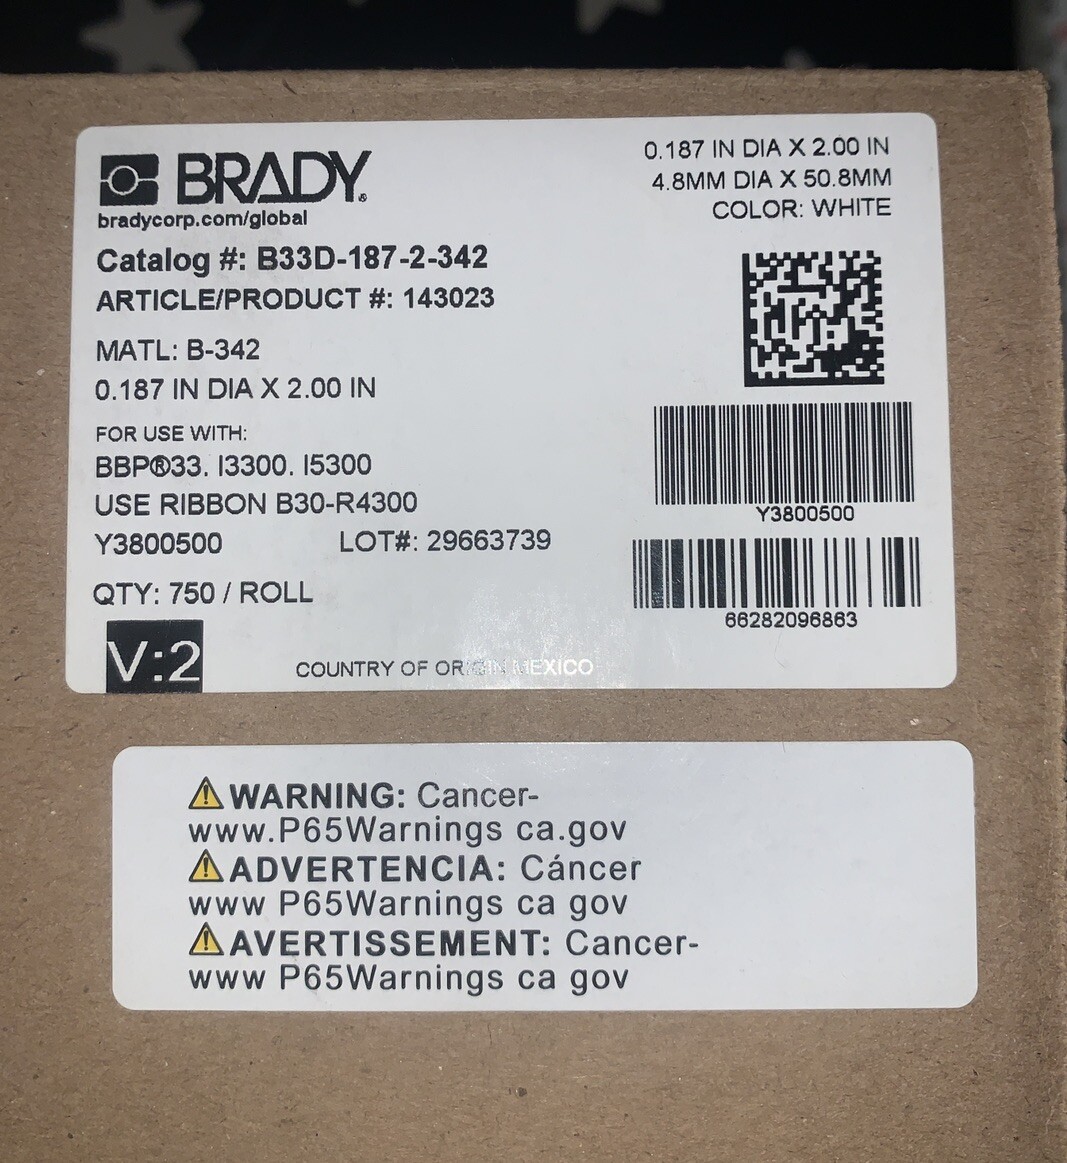 BRADY®
bradycorp.com/global
Catalog #: B33D-187-2-342
ARTICLE/PRODUCT #: 143023
MATL: B-342
0.187 IN DIA X 2.00 IN
FOR USE WITH:
BBP®33. I3300. I5300
USE RIBBON B30-R4300
Y3800500 LOT#: 29663739
QTY: 750 / ROLL
V:2
COUNTRY OF ORIGIN MEXICO
0.187 IN DIA X 2.00 IN
4.8MM DIA X 50.8MM
COLOR: WHITE
Y3800500
66282096863
WARNING: Cancer-
www.P65Warnings ca.gov
ADVERTENCIA: Cáncer
www P65Warnings ca gov
AVERTISSEMENT: Cancer-
www P65Warnings ca gov